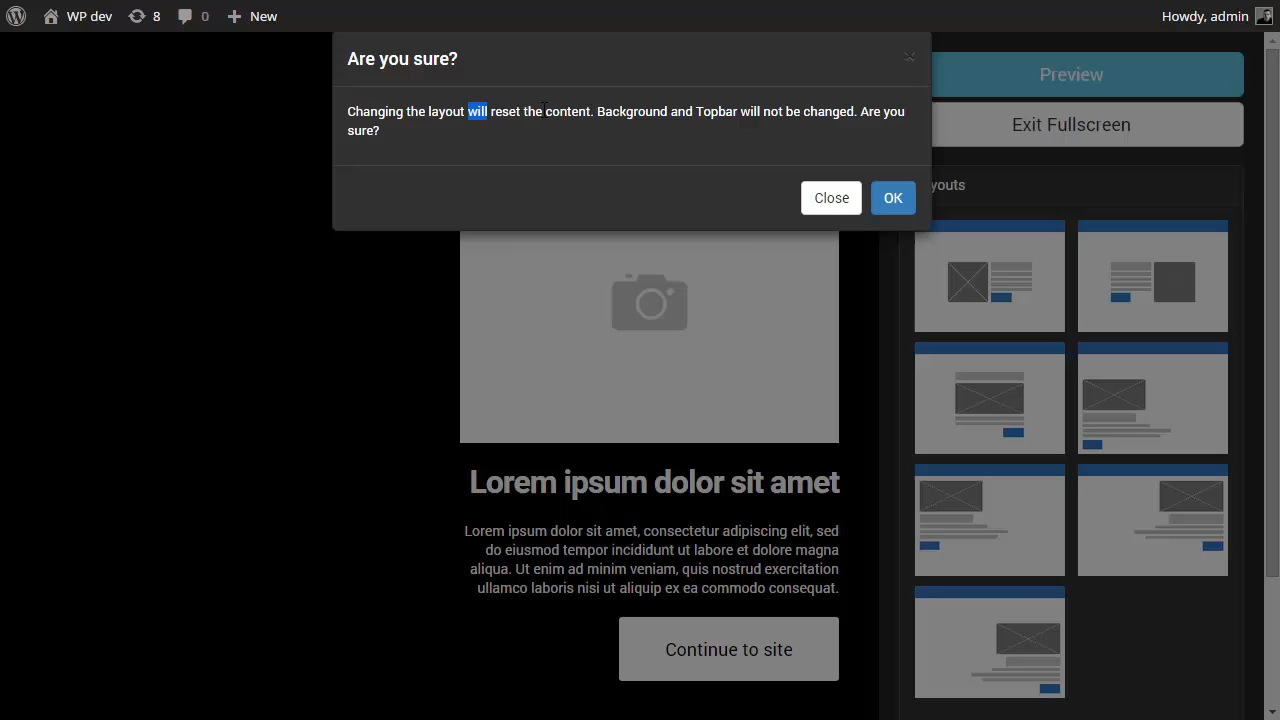 WP dev 8 0 New Howdy, admin
Are you sure? ×
Changing the layout will reset the content. Background and Topbar will not be changed. Are you
sure?
Close OK
Preview
Exit Fullscreen
youts
Lorem ipsum dolor sit amet
Lorem ipsum dolor sit amet, consectetur adipiscing elit, sed
do eiusmod tempor incididunt ut labore et dolore magna
aliqua. Ut enim ad minim veniam, quis nostrud exercitation
ullamco laboris nisi ut aliquip ex ea commodo consequat.
Continue to site